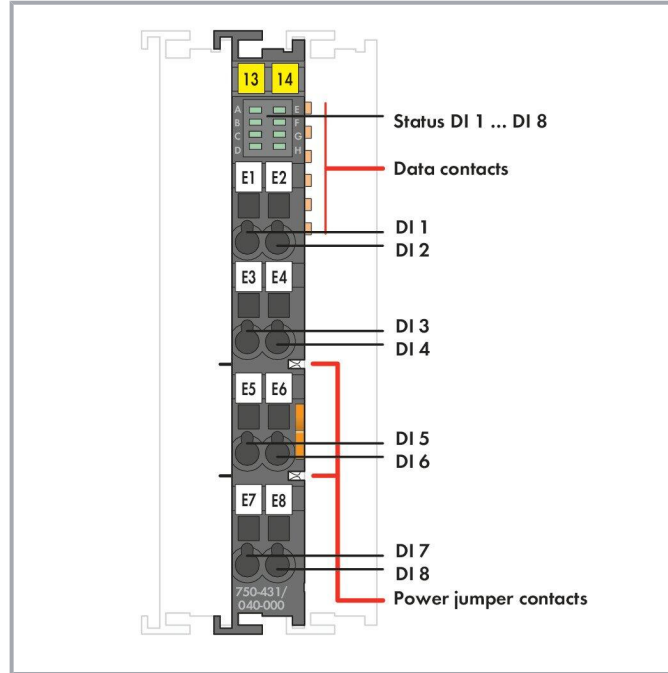 13 14
A E
B F
C G
D H
Status DI 1 ... DI 8
Data contacts
E1 E2
DI 1
DI 2
E3 E4
DI 3
DI 4
E5 E6
DI 5
DI 6
E7 E8
DI 7
DI 8
750-431/
040-000
Power jumper contacts